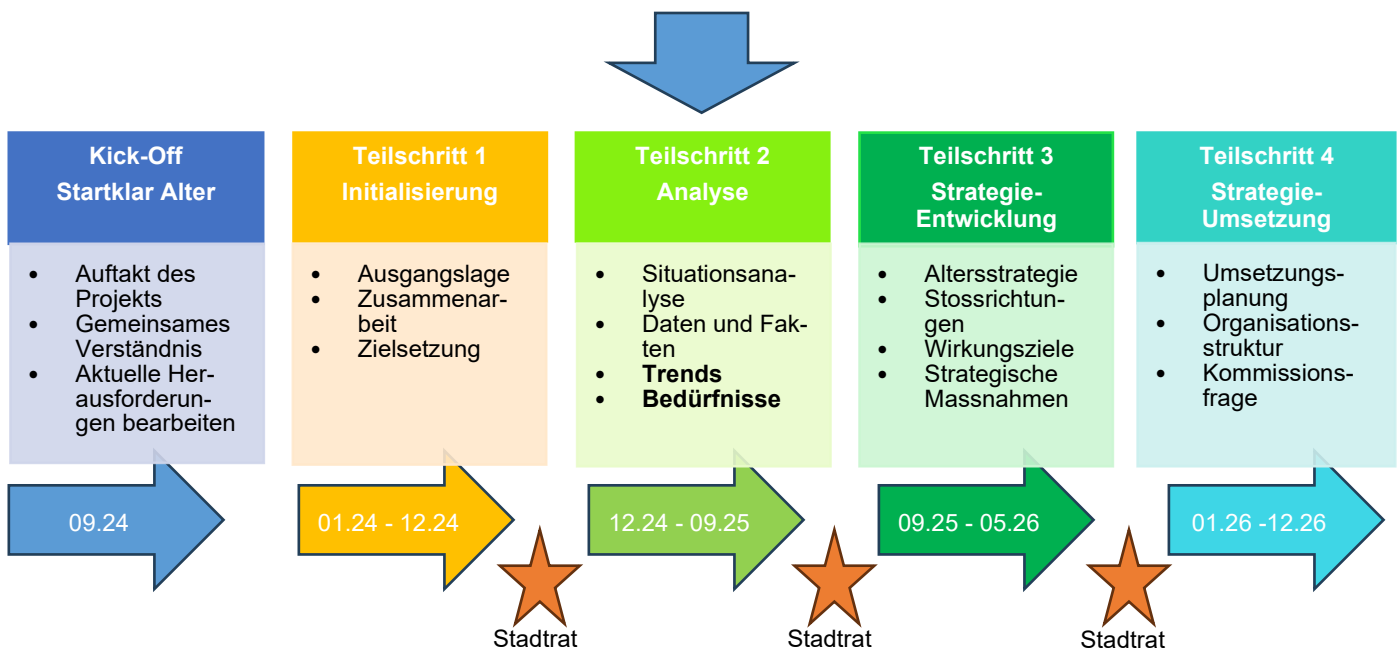 Kick-Off
Startklar Alter
Teilschritt 1
Initialisierung
Teilschritt 2
Analyse
Teilschritt 3
Strategie-
Entwicklung
Teilschritt 4
Strategie-
Umsetzung
• Auftakt des
Projekts
• Gemeinsames
Verständnis
• Aktuelle Her-
ausforderun-
gen bearbeiten
• Ausgangslage
• Zusammenar-
beit
• Zielsetzung
• Situationsana-
lyse
• Daten und Fak-
ten
• Trends
• Bedürfnisse
• Altersstrategie
• Stossrichtun-
gen
• Wirkungsziele
• Strategische
Massnahmen
• Umsetzungs-
planung
• Organisations-
struktur
• Kommissions-
frage
09.24
01.24 - 12.24
12.24 - 09.25
09.25 - 05.26
01.26 -12.26
Stadtrat
Stadtrat
Stadtrat